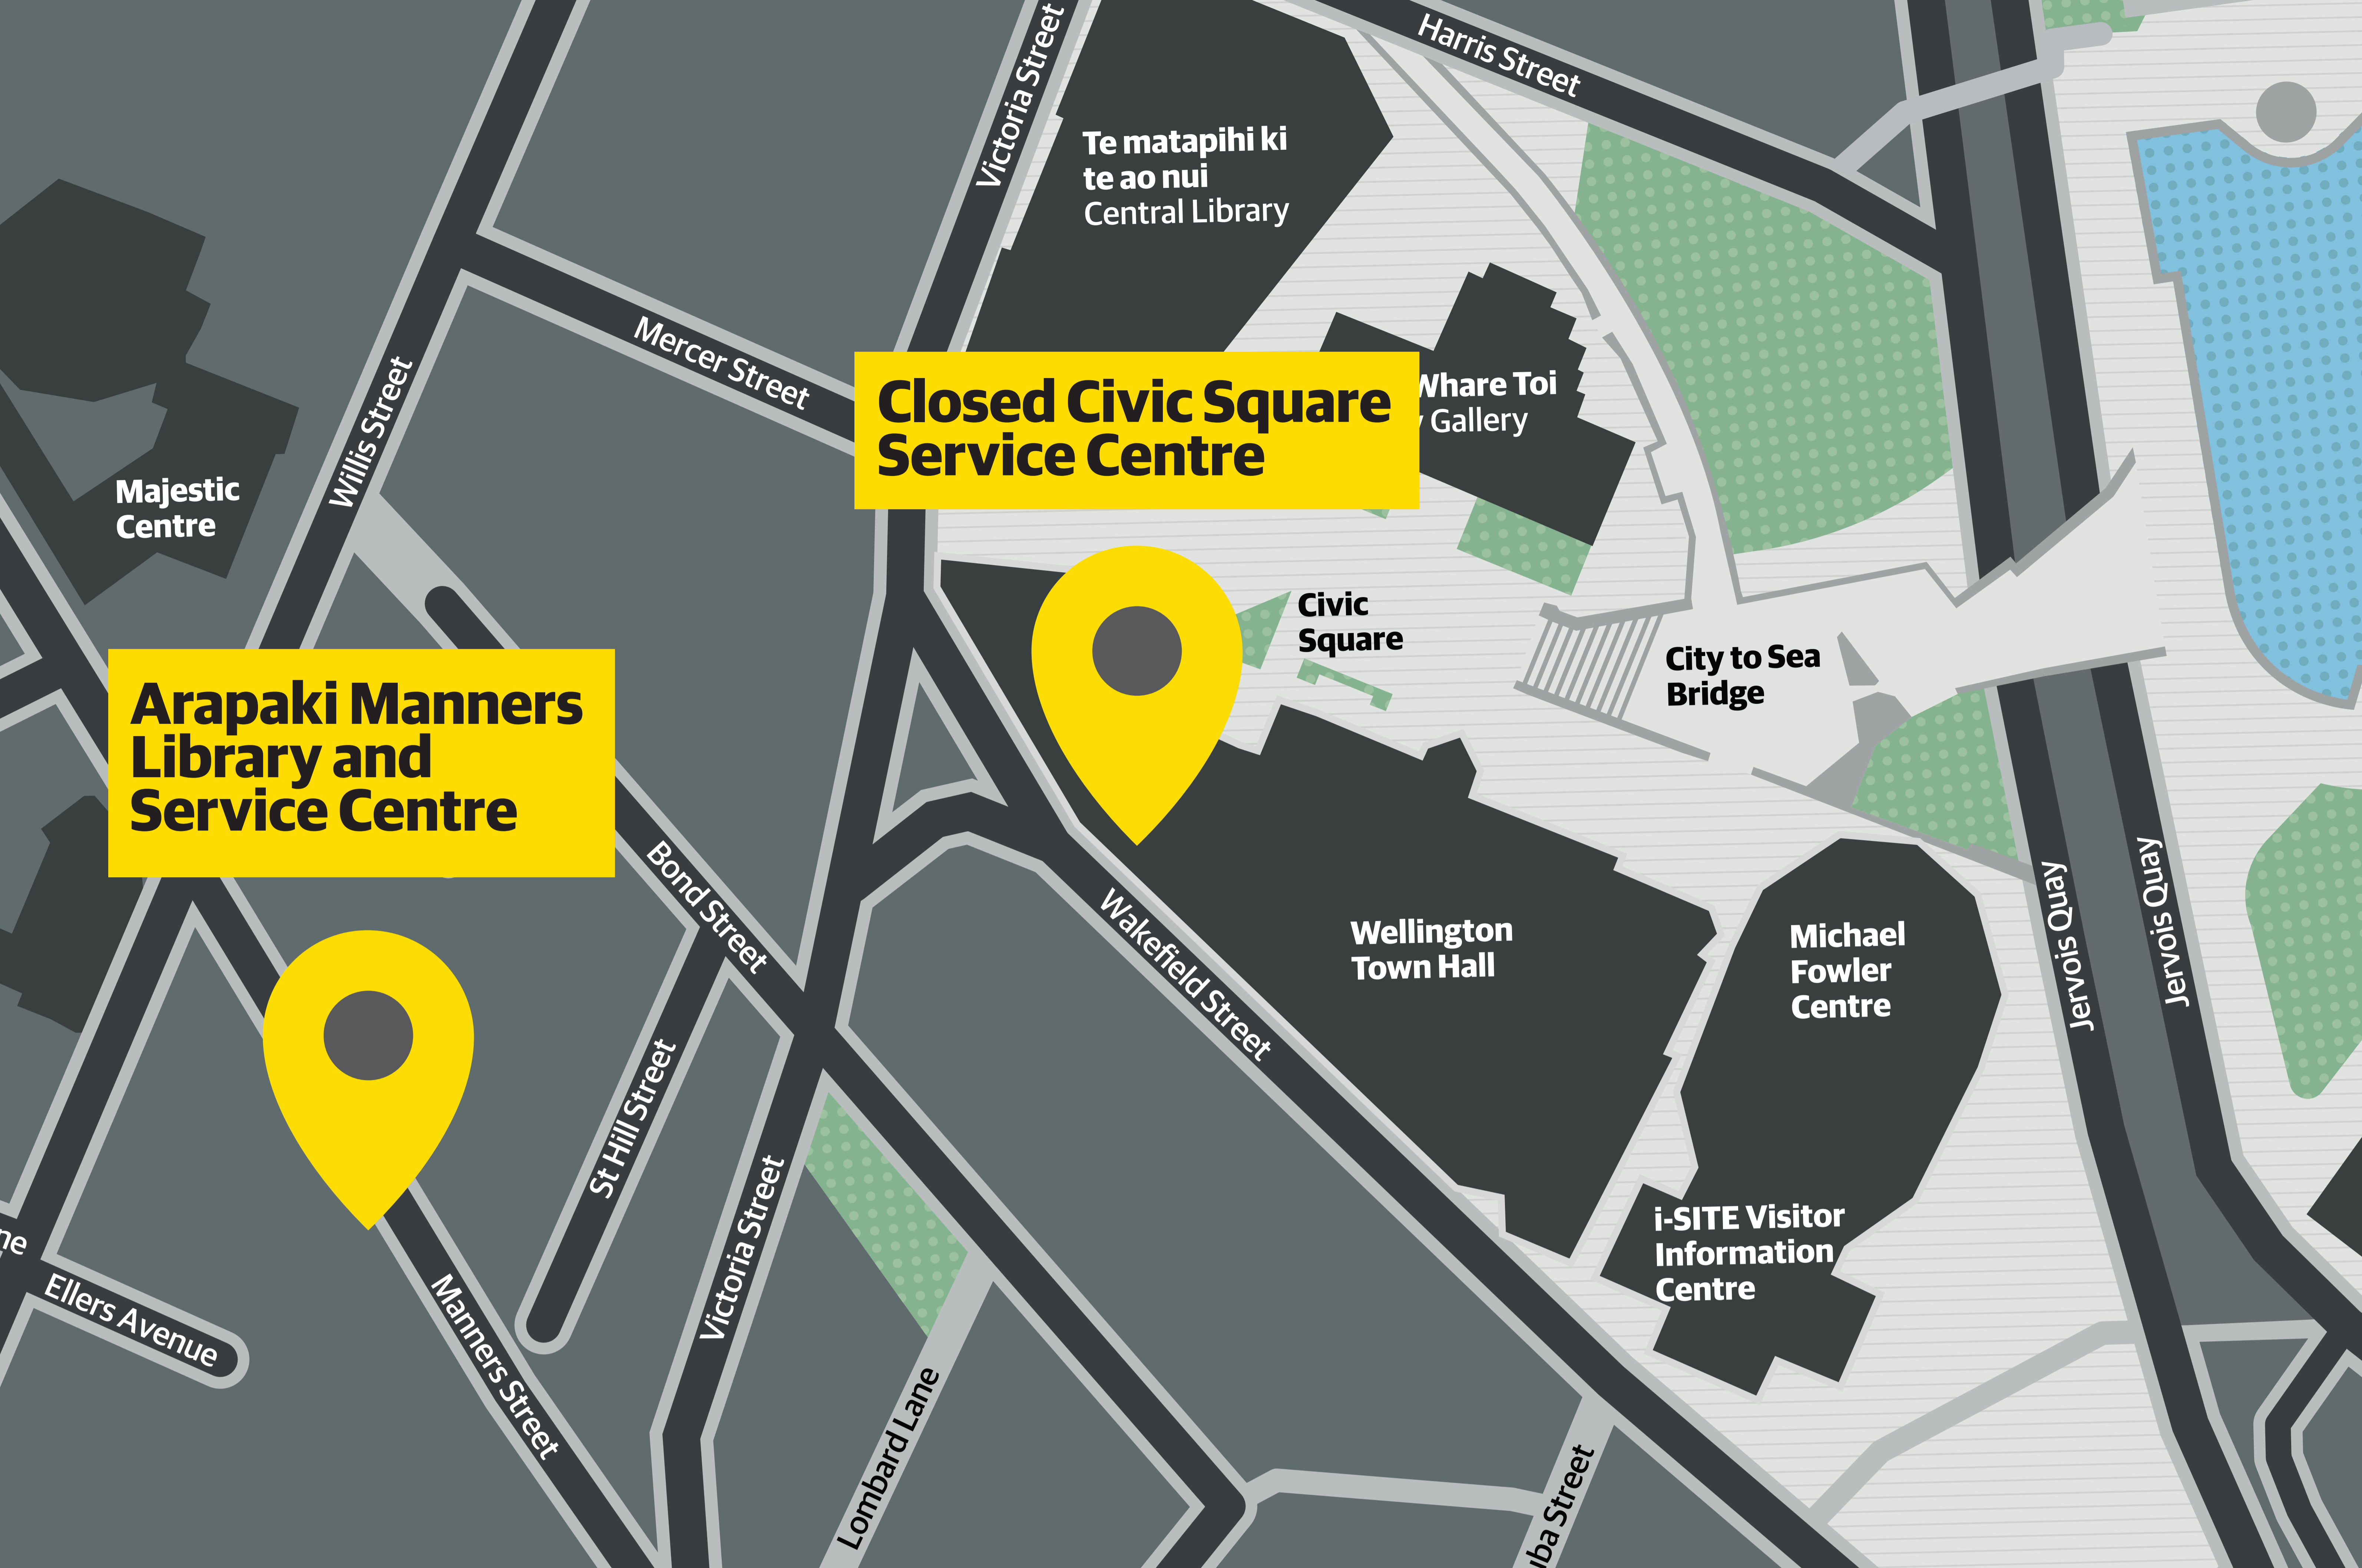 Harris Street
Victoria Street
Te matapihi ki
te ao nui
Central Library
Mercer Street
Willis Street
Whare Toi
Gallery
Closed Civic Square
Service Centre
Majestic
Centre
Civic
Square
City to Sea
Bridge
Arapaki Manners
Library and
Service Centre
Bond Street
Wakefield Street
Wellington
Town Hall
Michael
Fowler
Centre
Jervois Quay
Jervois Quay
St Hill Street
Victoria Street
i-SITE Visitor
Information
Centre
Ellers Avenue
Manners Street
Lombard Lane
Street